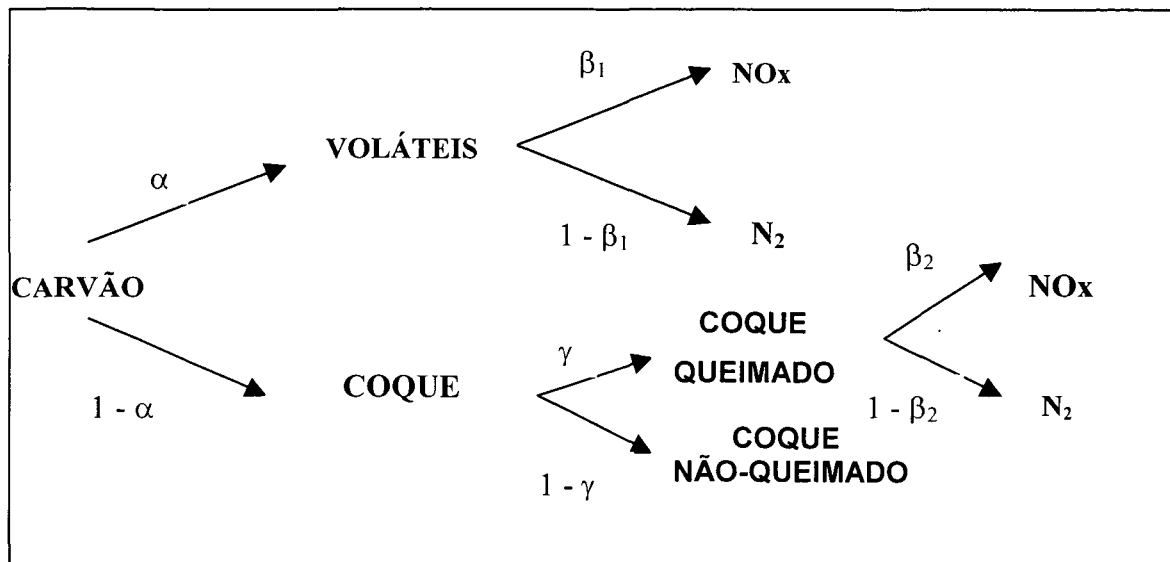 β₁
NOx
VOLÁTEIS
α
1 - β₁
N₂
β₂
CARVÃO
NOx
COQUE
QUEIMADO
γ
COQUE
1 - α
1 - β₂
N₂
COQUE
NÃO-QUEIMADO
1 - γ